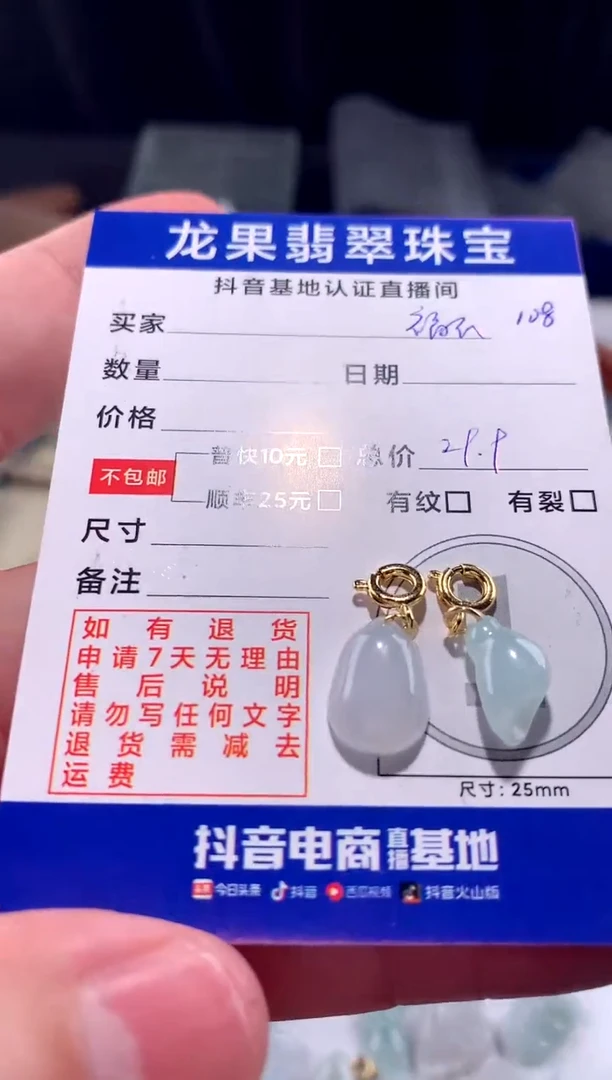 龙果翡翠珠宝
抖音基地认证直播间
买家 108
数量 日期
价格
不包邮 普快10元 总价 29.9
顺丰25元 有纹 有裂
尺寸
备注
如有退货
申请7天无理由
售后说明
请勿写任何文字
退货需减去
运费
尺寸:25mm
抖音电商直播基地
头条 今日头条 抖音 西瓜视频 抖音火山版